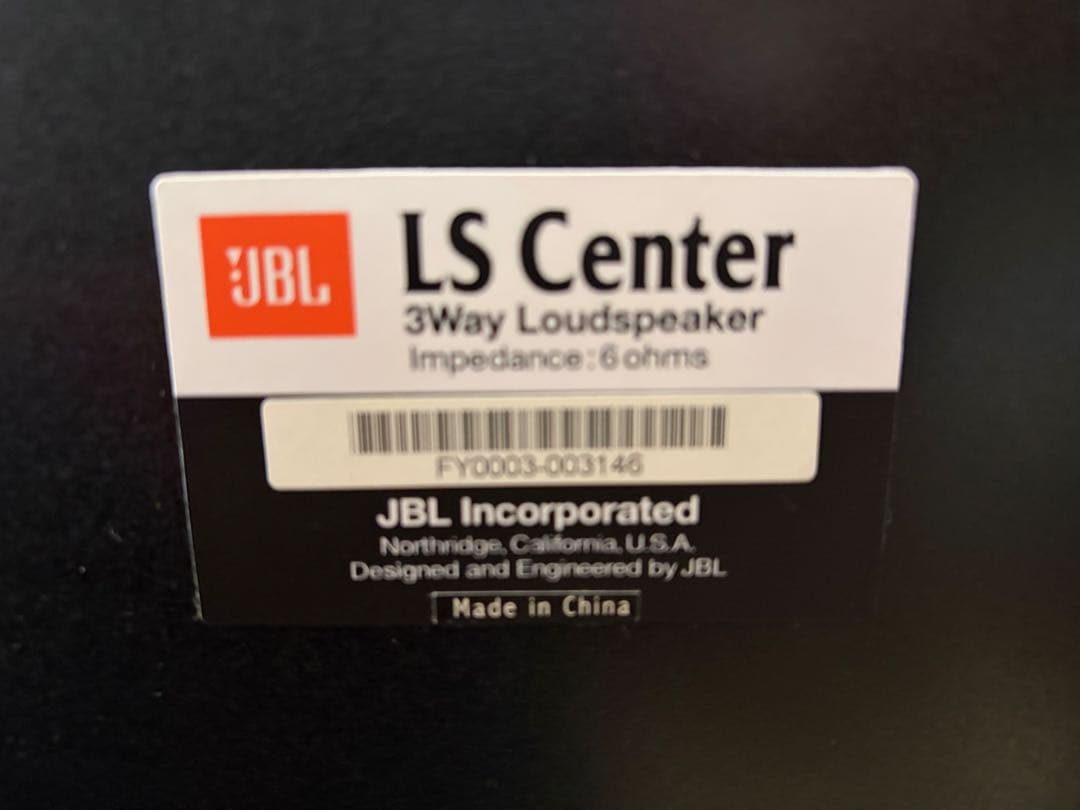 JBL
LS Center
3Way Loudspeaker
Impedance:6 ohms
FY0003-003146
JBL Incorporated
Northridge, California, U.S.A.
Designed and Engineered by JBL
Made in China